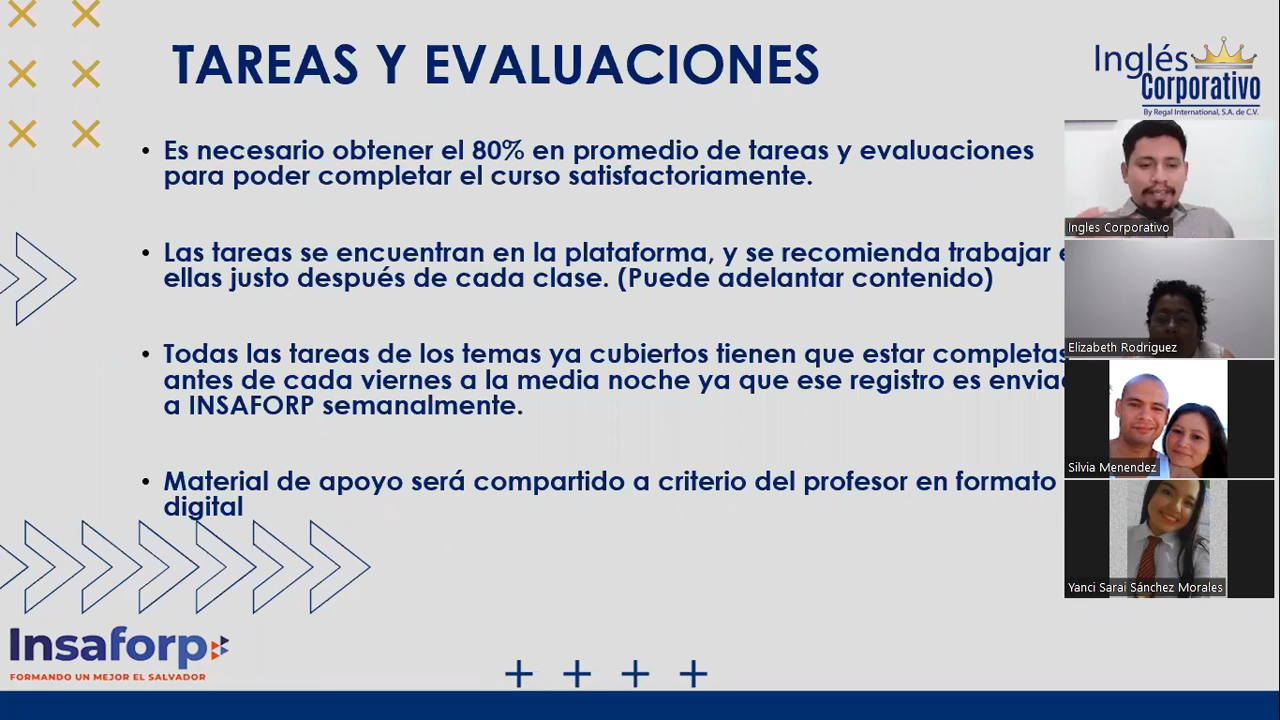 TAREAS Y EVALUACIONES
Inglés
Corporativo
By Regal International, S.A. de C.V.
• Es necesario obtener el 80% en promedio de tareas y evaluaciones
para poder completar el curso satisfactoriamente.
• Las tareas se encuentran en la plataforma, y se recomienda trabajar
ellas justo después de cada clase. (Puede adelantar contenido)
• Todas las tareas de los temas ya cubiertos tienen que estar completas
antes de cada viernes a la media noche ya que ese registro es
a INSAFORP semanalmente.
• Material de apoyo será compartido a criterio del profesor en formato
digital
Ingles Corporativo
Elizabeth Rodriguez
Silvia Menendez
Yanci Sarai Sánchez Morales
Insaforp
FORMANDO UN MEJOR EL SALVADOR